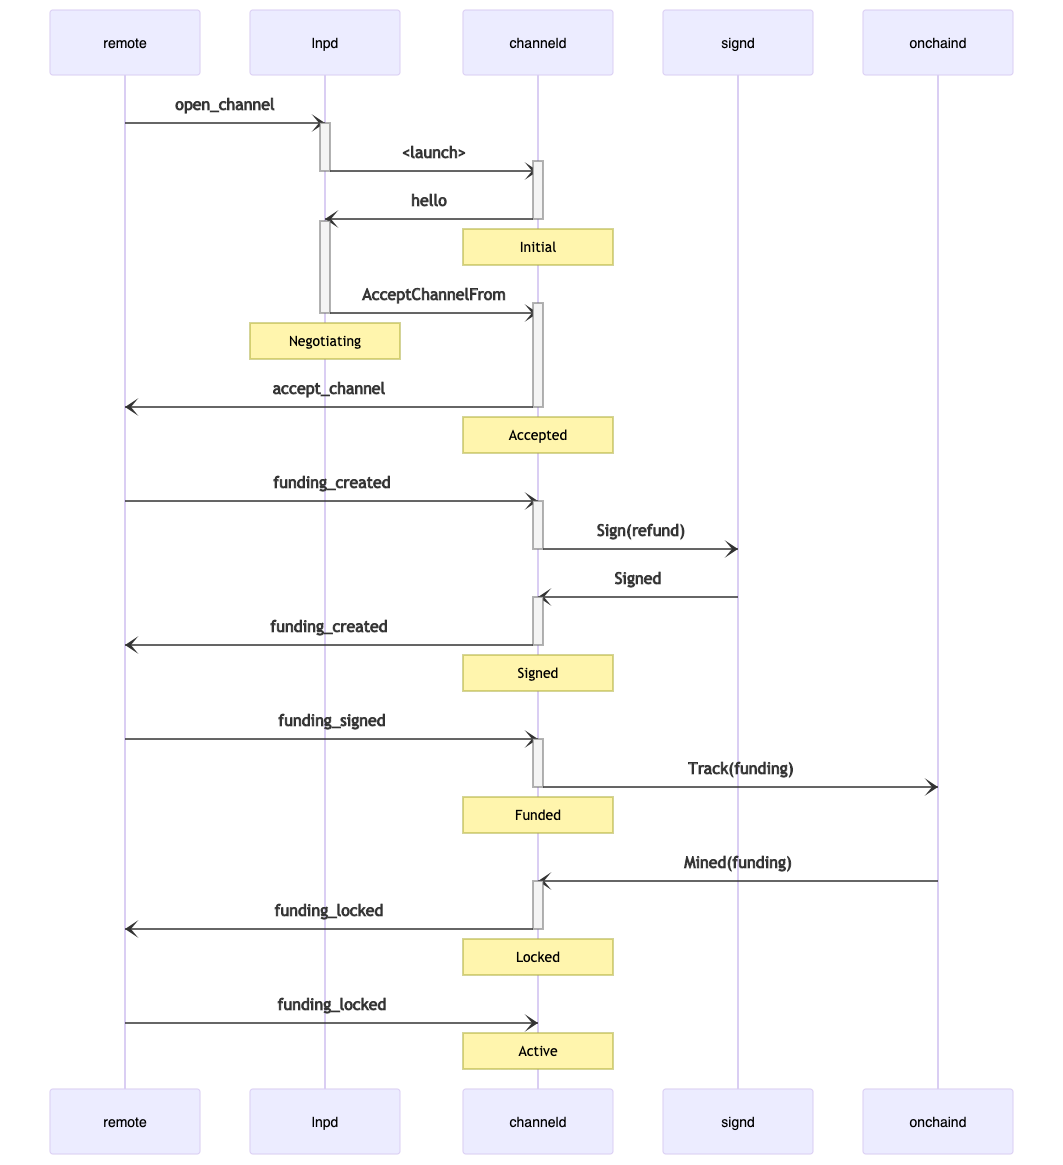 remote
lnpd
channeld
signd
onchaind
open_channel
<launch>
hello
Initial
AcceptChannelFrom
Negotiating
accept_channel
Accepted
funding_created
Sign(refund)
Signed
funding_created
Signed
funding_signed
Track(funding)
Funded
Mined(funding)
funding_locked
Locked
funding_locked
Active
remote
lnpd
channeld
signd
onchaind